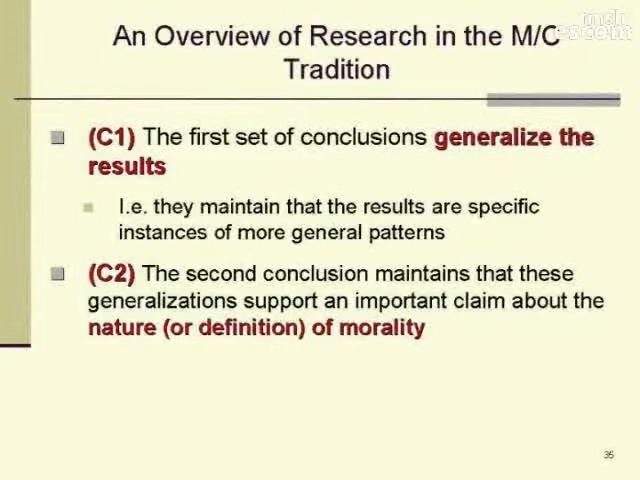 An Overview of Research in the M/C
Tradition
(C1) The first set of conclusions generalize the
results
I.e. they maintain that the results are specific
instances of more general patterns
(C2) The second conclusion maintains that these
generalizations support an important claim about the
nature (or definition) of morality
35